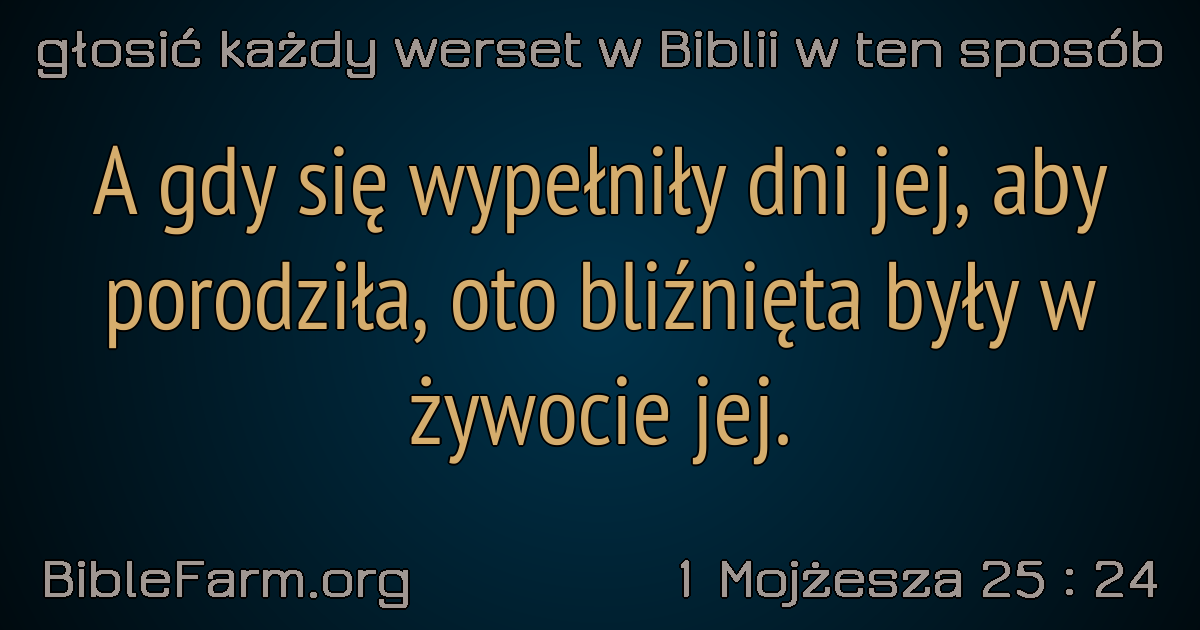 głosić każdy werset w Biblii w ten sposób
A gdy się wypełniły dni jej, aby
porodziła, oto bliźnięta były w
żywocie jej.
BibleFarm.org
1 Mojżesza 25 : 24